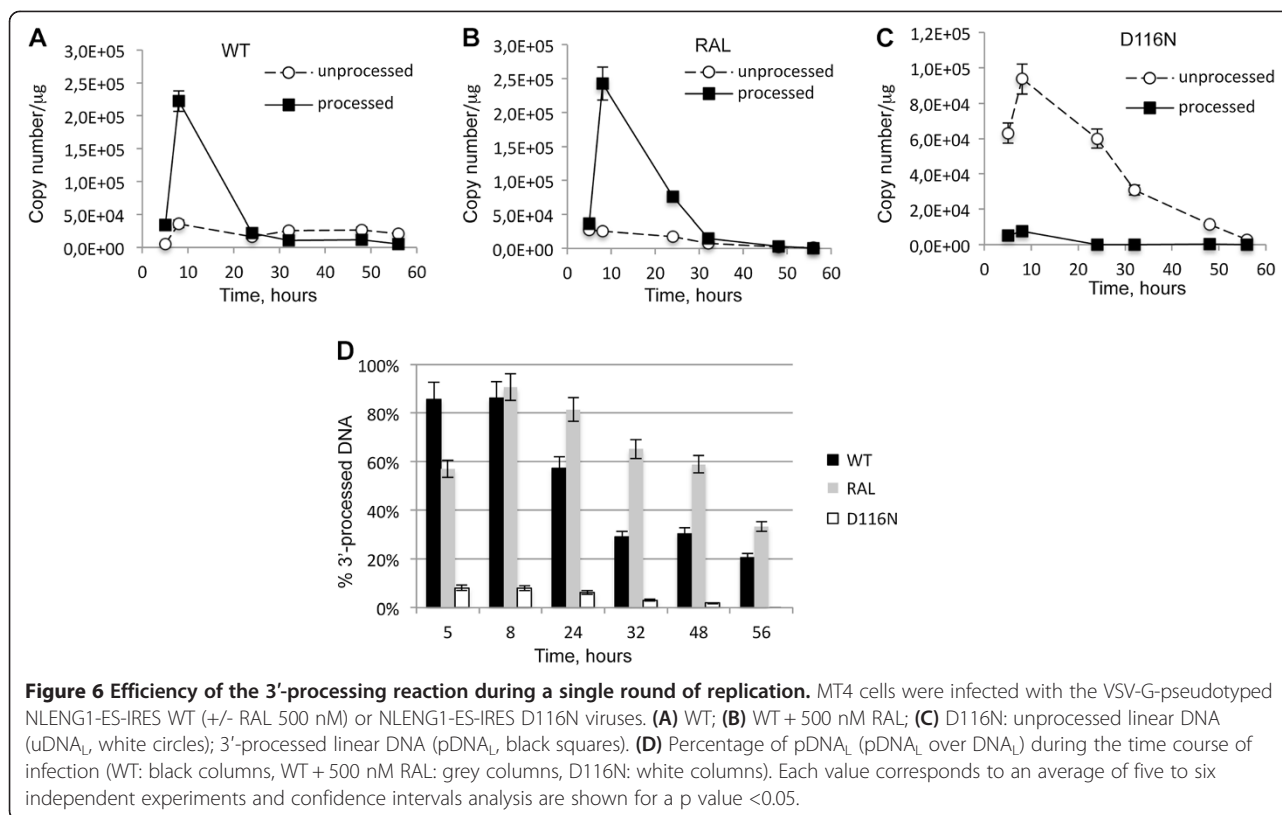 A
WT
3,0E+05
2,5E+05
2,0E+05
1,5E+05
1,0E+05
5,0E+04
0,0E+00
Copy number/µg
unprocessed
processed
0 10 20 30 40 50 60
Time, hours
B
RAL
3,0E+05
2,5E+05
2,0E+05
1,5E+05
1,0E+05
5,0E+04
0,0E+00
Copy number/µg
unprocessed
processed
0 10 20 30 40 50 60
Time, hours
C
D116N
1,2E+05
1,0E+05
8,0E+04
6,0E+04
4,0E+04
2,0E+04
0,0E+00
Copy number/µg
unprocessed
processed
0 10 20 30 40 50 60
Time, hours
D
100%
80%
60%
40%
20%
0%
% 3'-processed DNA
WT
RAL
D116N
5 8 24 32 48 56
Time, hours
Figure 6 Efficiency of the 3′-processing reaction during a single round of replication. MT4 cells were infected with the VSV-G-pseudotyped
NLENG1-ES-IRES WT (+/- RAL 500 nM) or NLENG1-ES-IRES D116N viruses. (A) WT; (B) WT + 500 nM RAL; (C) D116N: unprocessed linear DNA
(uDNAL, white circles); 3′-processed linear DNA (pDNAL, black squares). (D) Percentage of pDNAL (pDNAL over DNAL) during the time course of
infection (WT: black columns, WT + 500 nM RAL: grey columns, D116N: white columns). Each value corresponds to an average of five to six
independent experiments and confidence intervals analysis are shown for a p value <0.05.